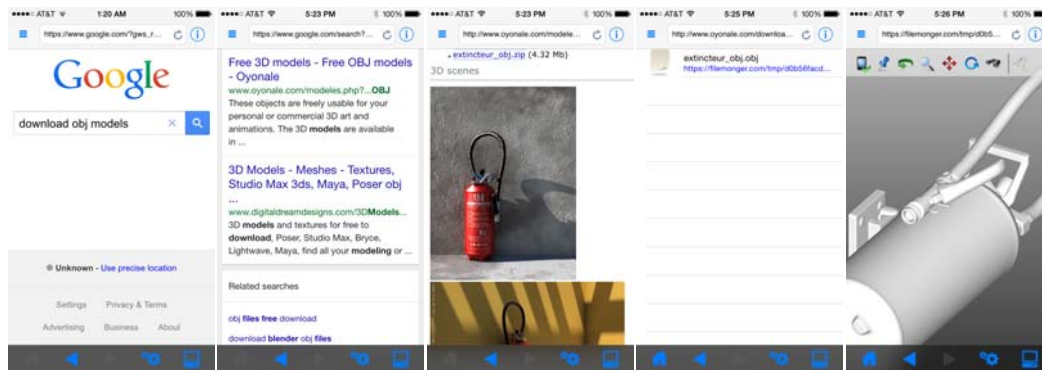 AT&T 1:20 AM 100%
https://www.google.com/?gws_r...
Google
download obj models
Unknown - Use precise location
Settings Privacy & Terms
Advertising Business About
AT&T 5:23 PM 100%
https://www.google.com/search?...
Free 3D models - Free OBJ models
- Oyonale
www.oyonale.com/modeles.php?...OBJ
These objects are freely usable for your
personal or commercial 3D art and
animations. The 3D models are available
in ...
3D Models - Meshes - Textures,
Studio Max 3ds, Maya, Poser obj
...
www.digitaldreamdesigns.com/3DModels...
3D models and textures for free to
download, Poser, Studio Max, Bryce,
Lightwave, Maya, find all your modeling or ...
Related searches
obj files free download
download blender obj files
AT&T 5:23 PM 100%
http://www.oyonale.com/modele...
extincteur_obj.zip (4.32 Mb)
3D scenes
AT&T 5:25 PM 100%
http://www.oyonale.com/downloa...
extincteur_obj.obj
https://filemonger.com/tmp/d0b56facd...
AT&T 5:26 PM 100%
https://filemonger.com/tmp/d0b5...